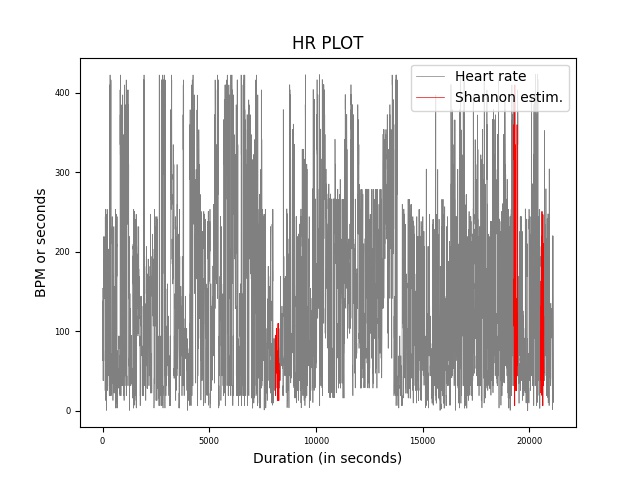 HR PLOT
Heart rate
Shannon estim.
400
300
200
100
0
BPM or seconds
0 5000 10000 15000 20000
Duration (in seconds)